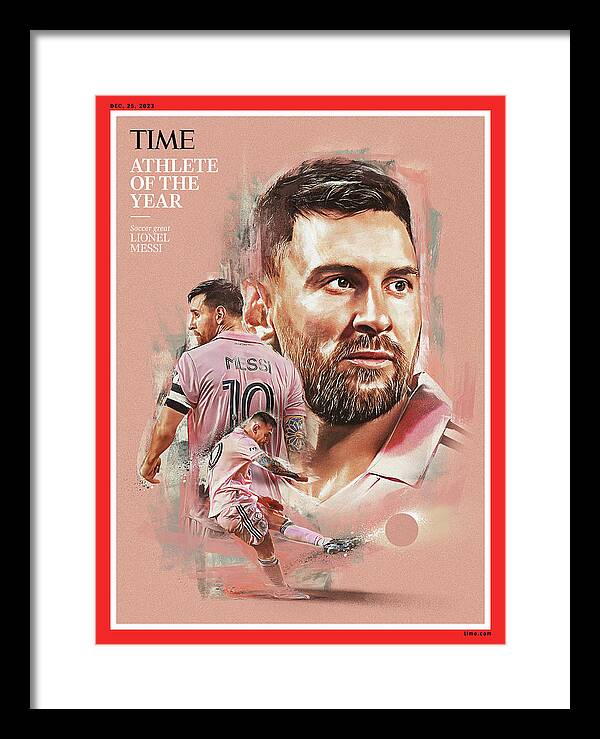 DEC. 25, 2023
TIME
ATHLETE
OF THE
YEAR
Soccer great
LIONEL
MESSI
MESSI
10
time.com